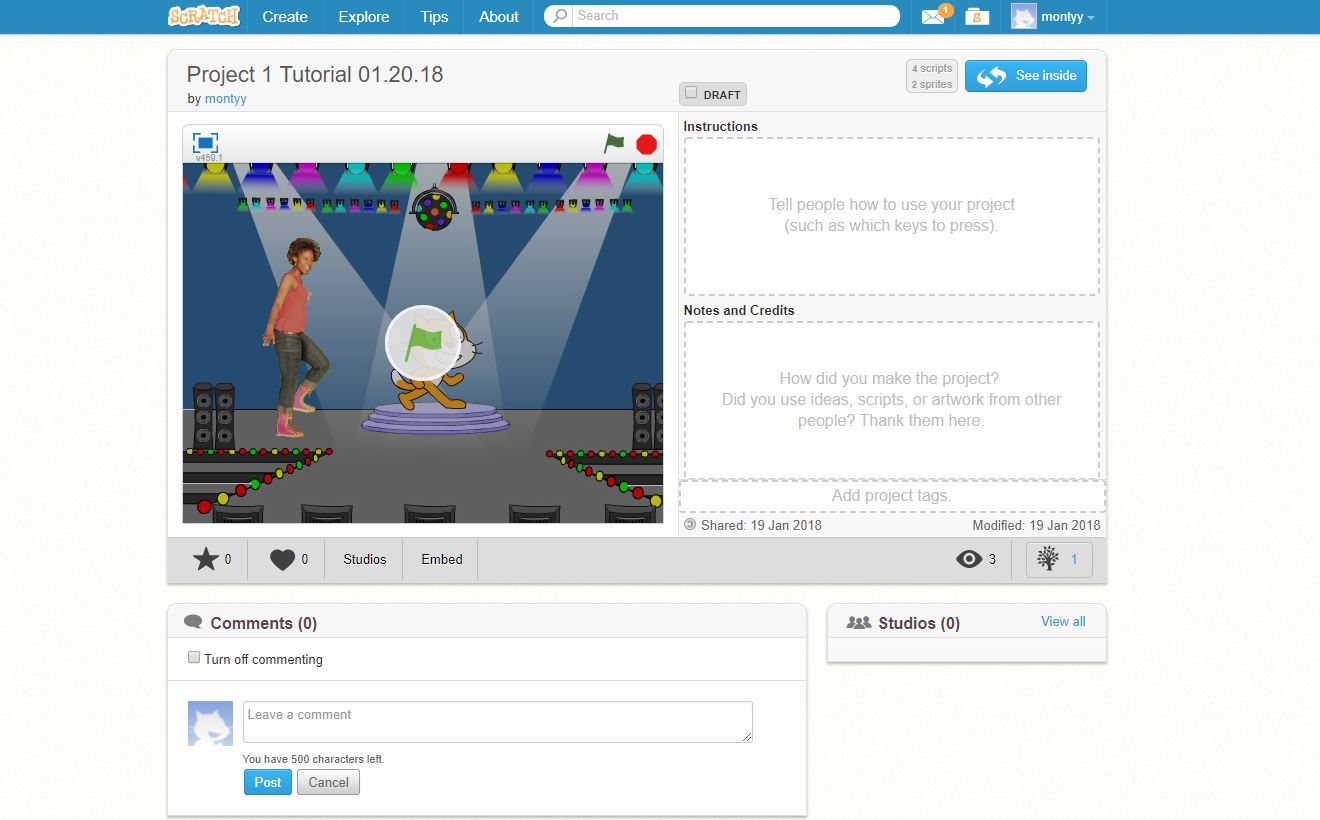 SCRATCH Create Explore Tips About Search 1 montyy
Project 1 Tutorial 01.20.18
by montyy
DRAFT
4 scripts
2 sprites
See inside
v459.1
Instructions
Tell people how to use your project
(such as which keys to press).
Notes and Credits
How did you make the project?
Did you use ideas, scripts, or artwork from other
people? Thank them here.
Add project tags.
Shared: 19 Jan 2018 Modified: 19 Jan 2018
0 0 Studios Embed 3 1
Comments (0)
Turn off commenting
Leave a comment
You have 500 characters left.
Post Cancel
Studios (0) View all